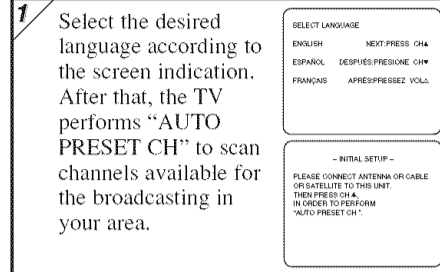 1
Select the desired
language according to
the screen indication.
After that, the TV
performs “AUTO
PRESET CH” to scan
channels available for
the broadcasting in
your area.
SELECT LANGUAGE
ENGLISH NEXT:PRESS CH▲
ESPAÑOL DESPUÉS:PRESIONE CH▼
FRANÇAIS APRÈS:PRESSEZ VOL△
– INITIAL SETUP –
PLEASE CONNECT ANTENNA OR CABLE
OR SATELLITE TO THIS UNIT.
THEN PRESS CH ▲,
IN ORDER TO PERFORM
"AUTO PRESET CH ".